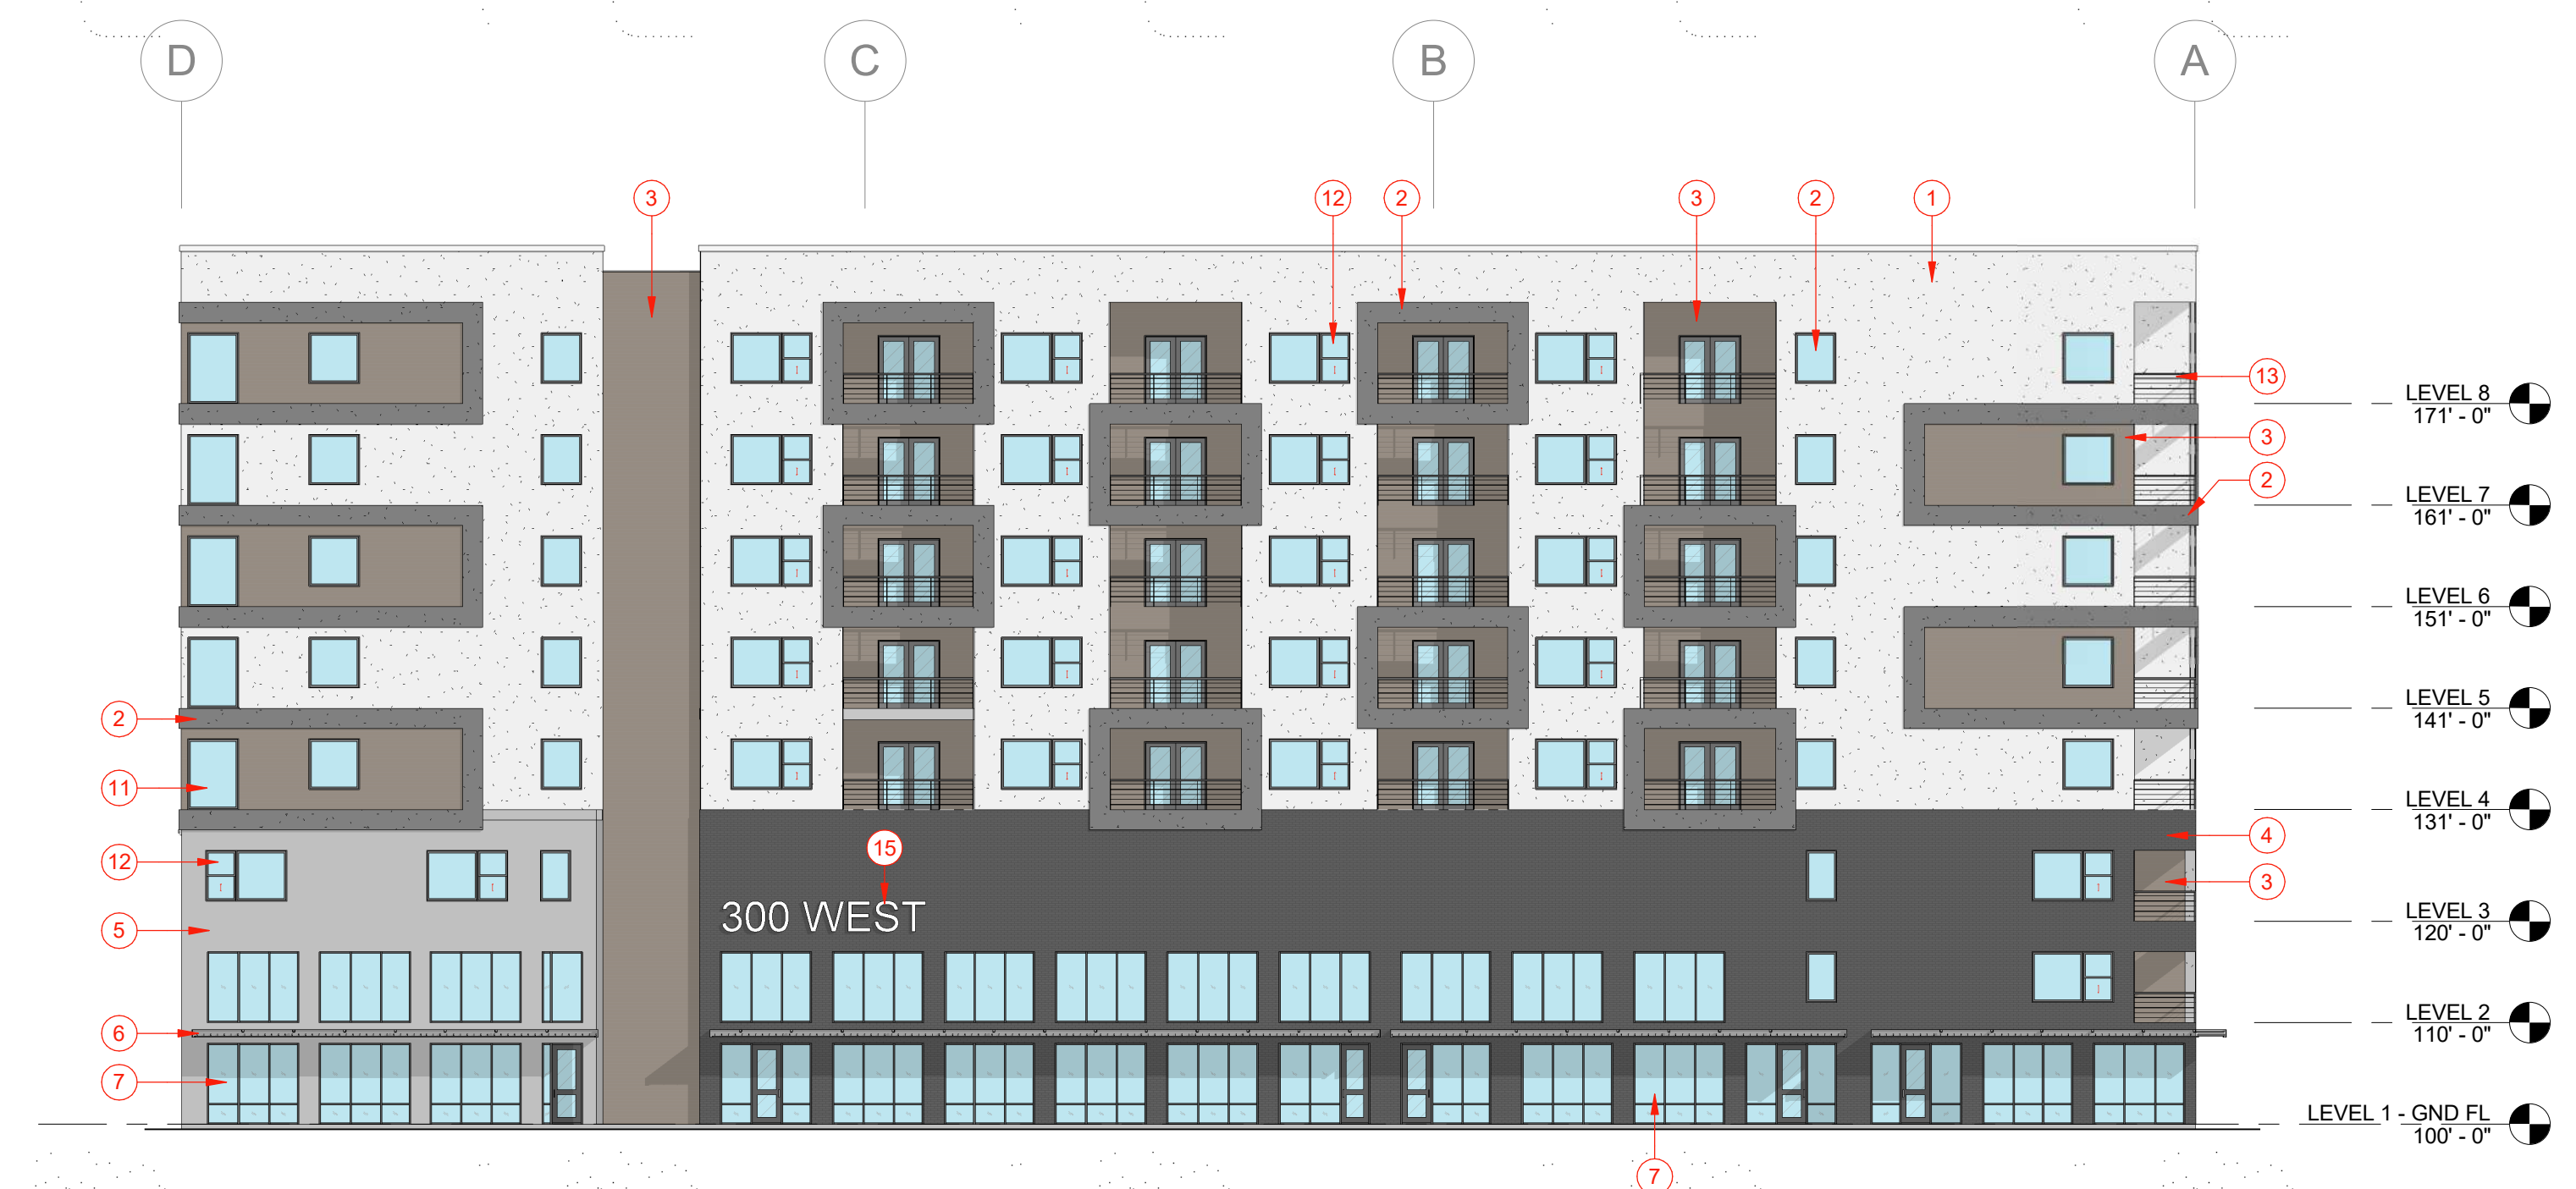 D C B A
3 12 2 3 2 1
13
LEVEL 8
171' - 0"
3
2
LEVEL 7
161' - 0"
LEVEL 6
151' - 0"
2
LEVEL 5
141' - 0"
11
LEVEL 4
131' - 0"
4
15
12
3
300 WEST
LEVEL 3
120' - 0"
5
LEVEL 2
110' - 0"
6
7
LEVEL 1 - GND FL
100' - 0"
7